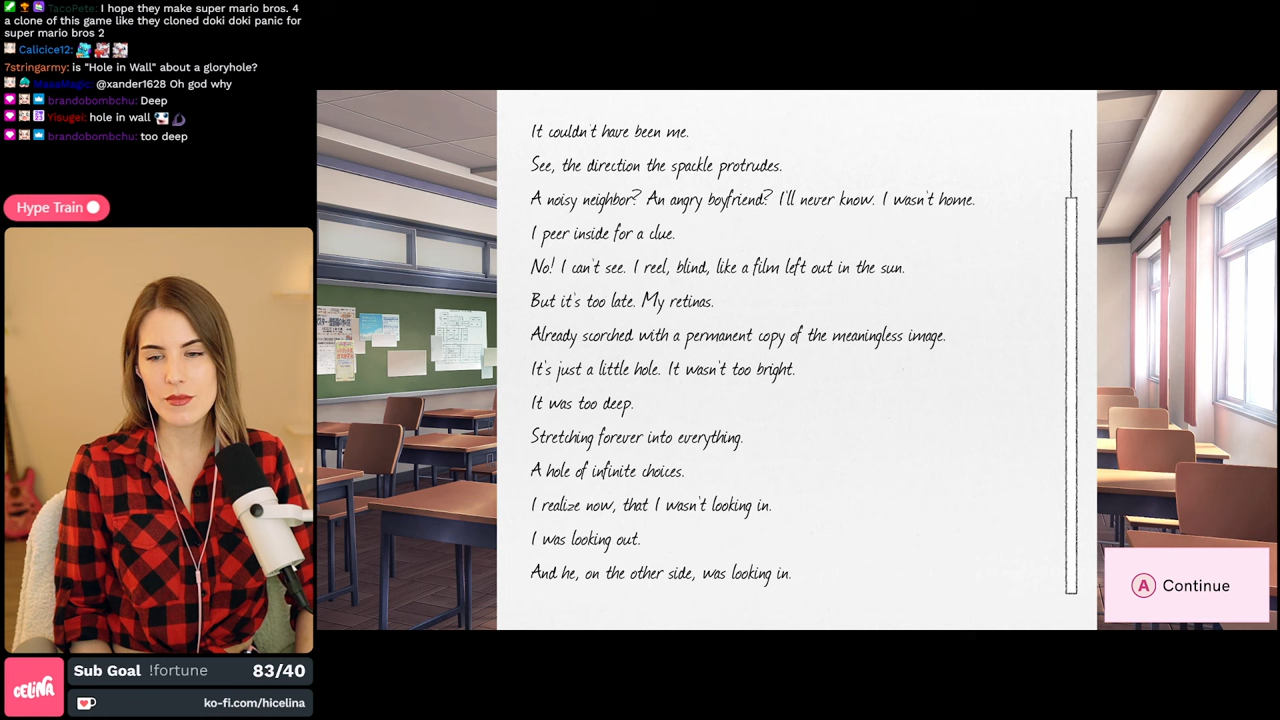 TacoPete: I hope they make super mario bros. 4
a clone of this game like they cloned doki doki panic for
super mario bros 2
Calicice12:
7stringarmy: is "Hole in Wall" about a gloryhole?
@xander1628 Oh god why
brandobombchu: Deep
Yisugei: hole in wall
brandobombchu: too deep
Hype Train
It couldn't have been me.
See, the direction the spackle protrudes.
A noisy neighbor? An angry boyfriend? I'll never know. I wasn't home.
I peer inside for a clue.
No! I can't see. I reel, blind, like a film left out in the sun.
But it's too late. My retinas.
Already scorched with a permanent copy of the meaningless image.
It's just a little hole. It wasn't too bright.
It was too deep.
Stretching forever into everything.
A hole of infinite choices.
I realize now, that I wasn't looking in.
I was looking out.
And he, on the other side, was looking in.
A Continue
CELINA
Sub Goal !fortune 83/40
ko-fi.com/hicelina